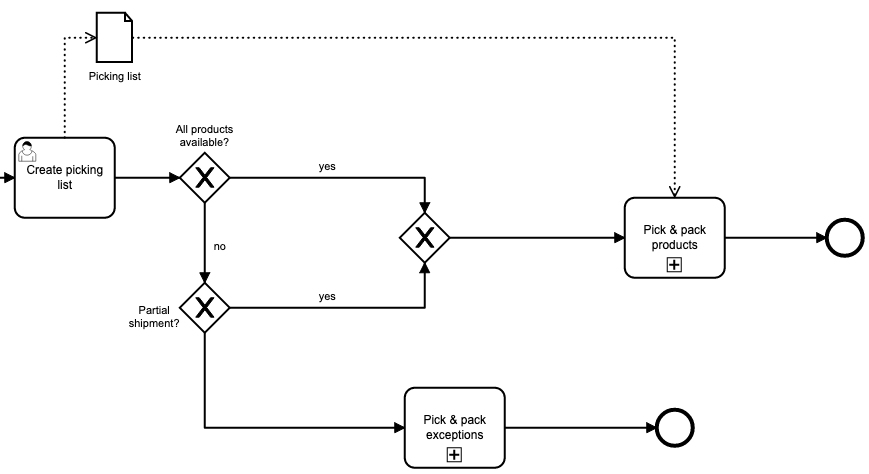 Picking list
All products
available?
Create picking
list
yes
Pick & pack
products
no
yes
Partial
shipment?
Pick & pack
exceptions